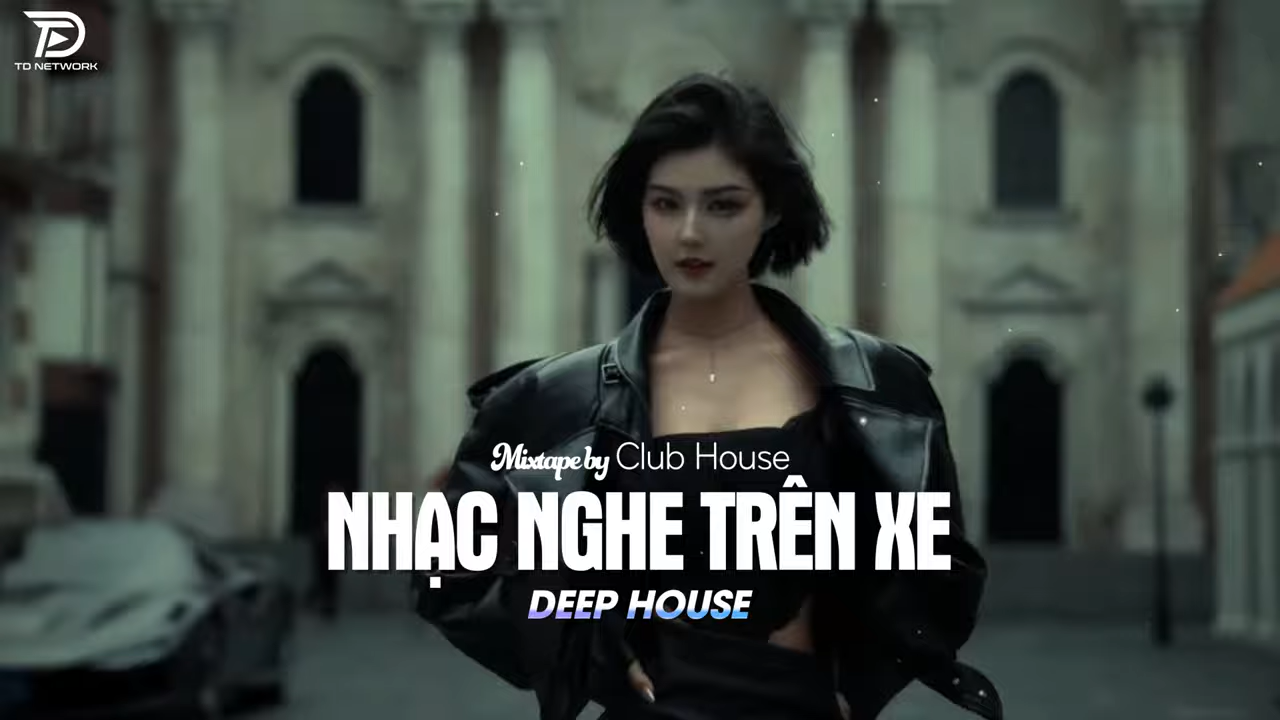 TD NETWORK
Mixtape by Club House
NHẠC NGHE TRÊN XE
DEEP HOUSE